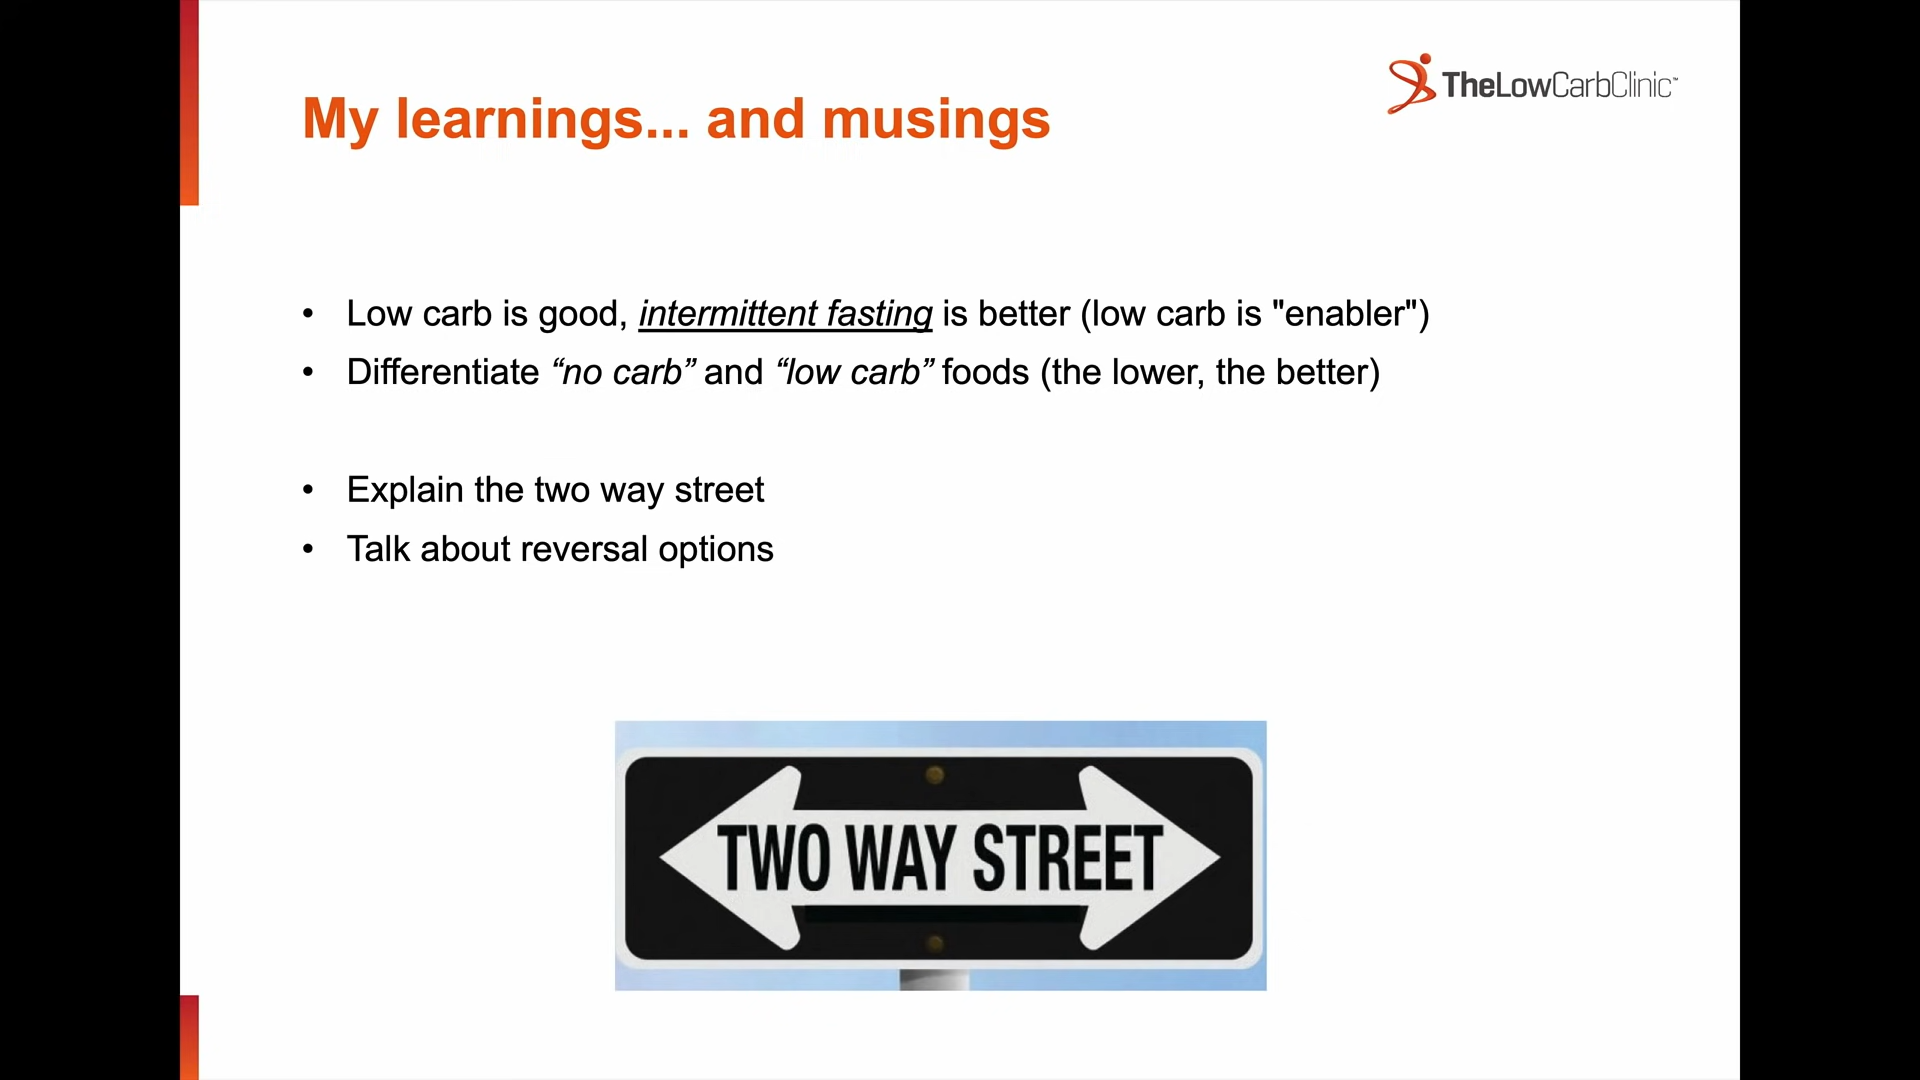 TheLowCarbClinic™
My learnings... and musings
• Low carb is good, intermittent fasting is better (low carb is "enabler")
• Differentiate “no carb” and “low carb” foods (the lower, the better)
• Explain the two way street
• Talk about reversal options
TWO WAY STREET